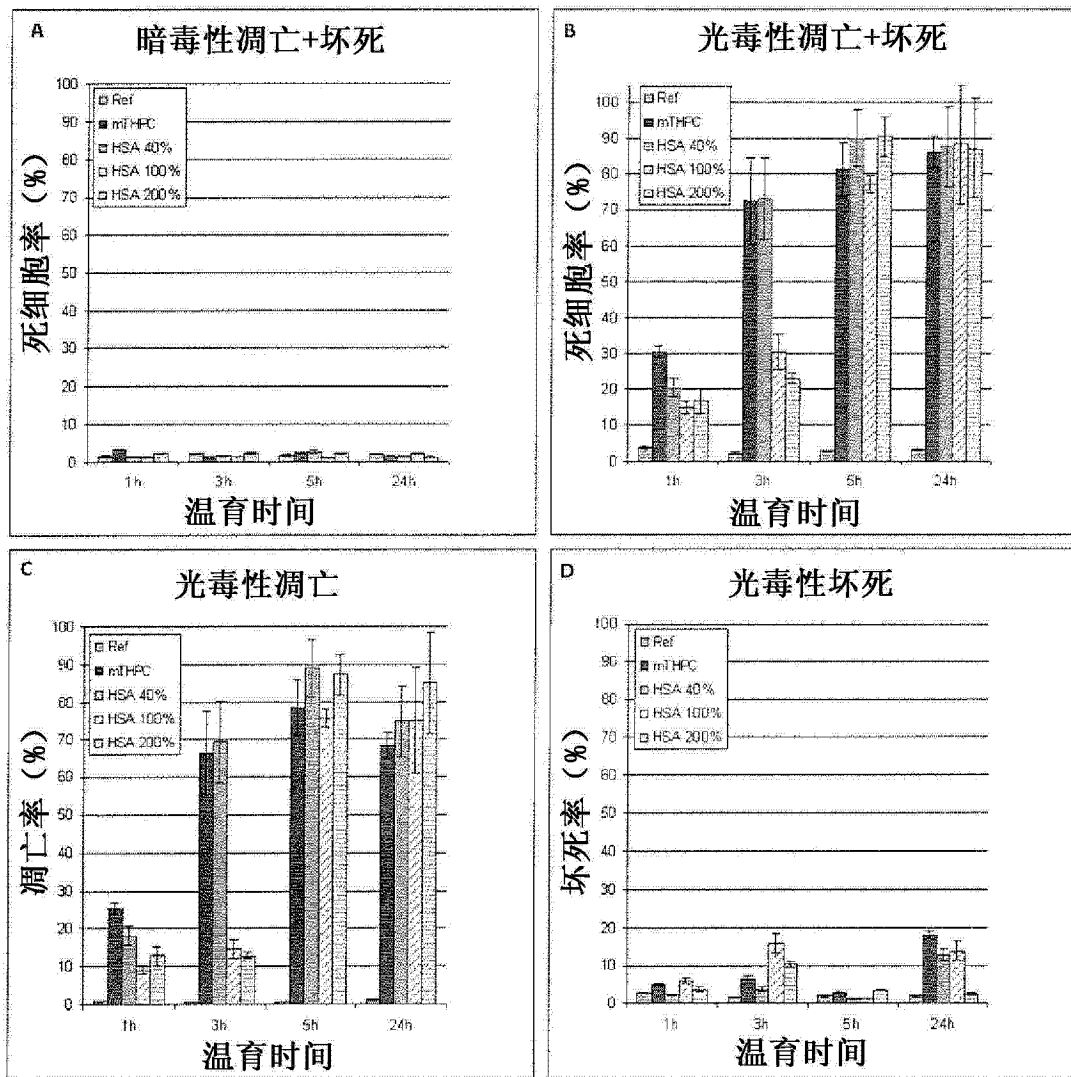 A
暗毒性凋亡+坏死
死细胞率（%）
100
90
80
70
60
50
40
30
20
10
0
Ref
mTHPC
HSA 40%
HSA 100%
HSA 200%
1h 3h 5h 24h
温育时间
B
光毒性凋亡+坏死
死细胞率（%）
100
90
80
70
60
50
40
30
20
10
0
Ref
mTHPC
HSA 40%
HSA 100%
HSA 200%
1h 3h 5h 24h
温育时间
C
光毒性凋亡
凋亡率（%）
100
90
80
70
60
50
40
30
20
10
0
Ref
mTHPC
HSA 40%
HSA 100%
HSA 200%
1h 3h 5h 24h
温育时间
D
光毒性坏死
坏死率（%）
100
90
80
70
60
50
40
30
20
10
0
Ref
mTHPC
HSA 40%
HSA 100%
HSA 200%
1h 3h 5h 24h
温育时间